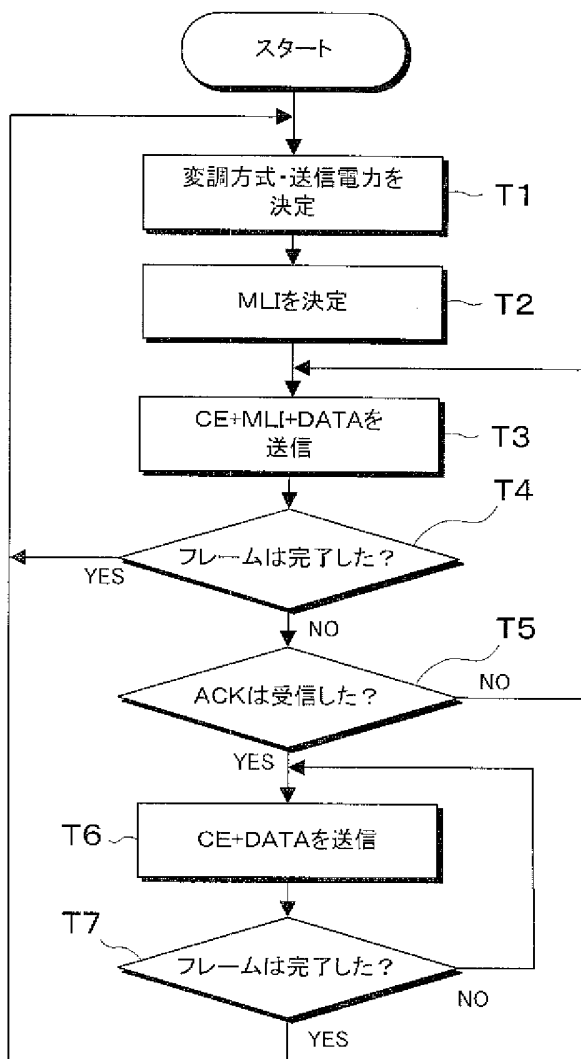 スタート
変調方式・送信電力を
決定
T1
MLIを決定
T2
CE+MLI+DATAを
送信
T3
T4
フレームは完了した?
YES
NO
T5
ACKは受信した?
NO
YES
T6
CE+DATAを送信
T7
フレームは完了した?
NO
YES